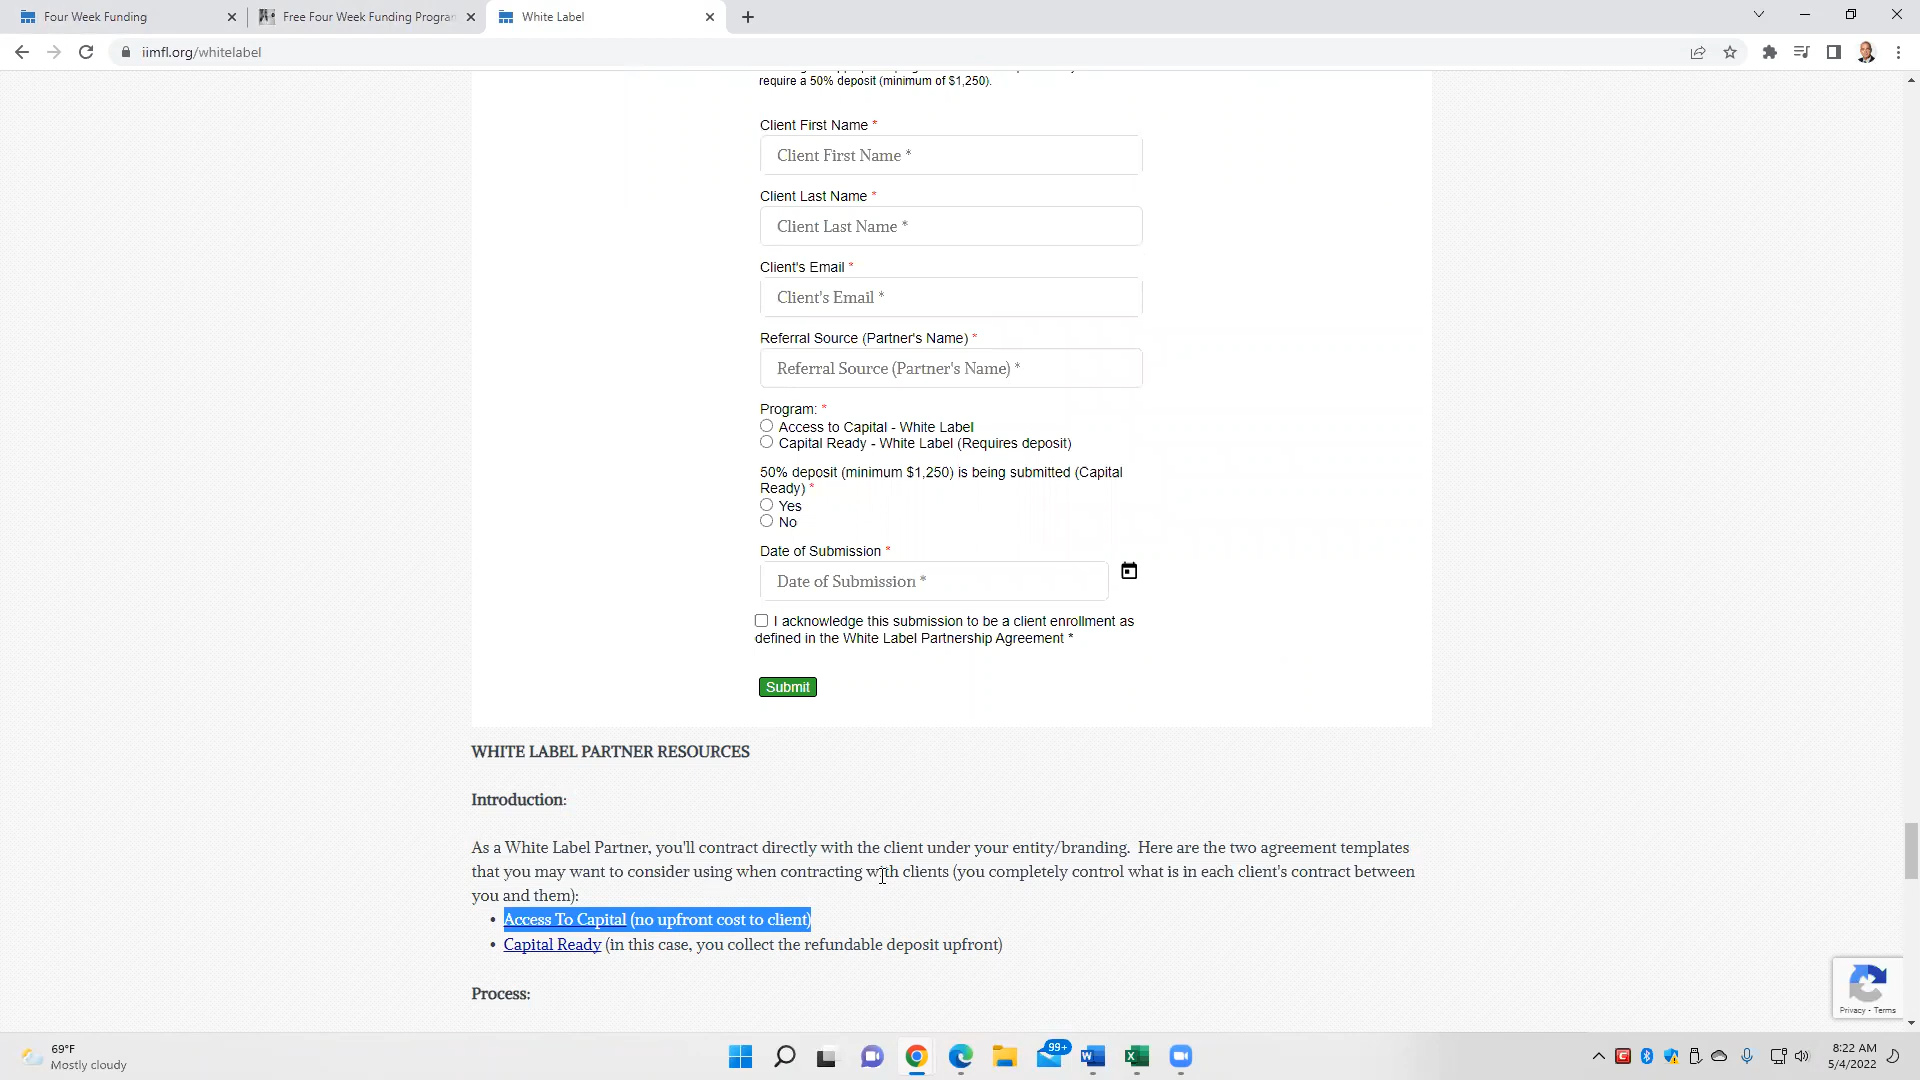 Four Week Funding
Free Four Week Funding Program
White Label
iimfl.org/whitelabel
require a 50% deposit (minimum of $1,250).
Client First Name *
Client First Name *
Client Last Name *
Client Last Name *
Client's Email *
Client's Email *
Referral Source (Partner's Name) *
Referral Source (Partner's Name) *
Program: *
Access to Capital - White Label
Capital Ready - White Label (Requires deposit)
50% deposit (minimum $1,250) is being submitted (Capital
Ready) *
Yes
No
Date of Submission *
Date of Submission *
I acknowledge this submission to be a client enrollment as
defined in the White Label Partnership Agreement *
Submit
WHITE LABEL PARTNER RESOURCES
Introduction:
As a White Label Partner, you'll contract directly with the client under your entity/branding. Here are the two agreement templates
that you may want to consider using when contracting with clients (you completely control what is in each client's contract between
you and them):
• Access To Capital (no upfront cost to client)
• Capital Ready (in this case, you collect the refundable deposit upfront)
Process:
Privacy - Terms
69°F
Mostly cloudy
99+
8:22 AM
5/4/2022